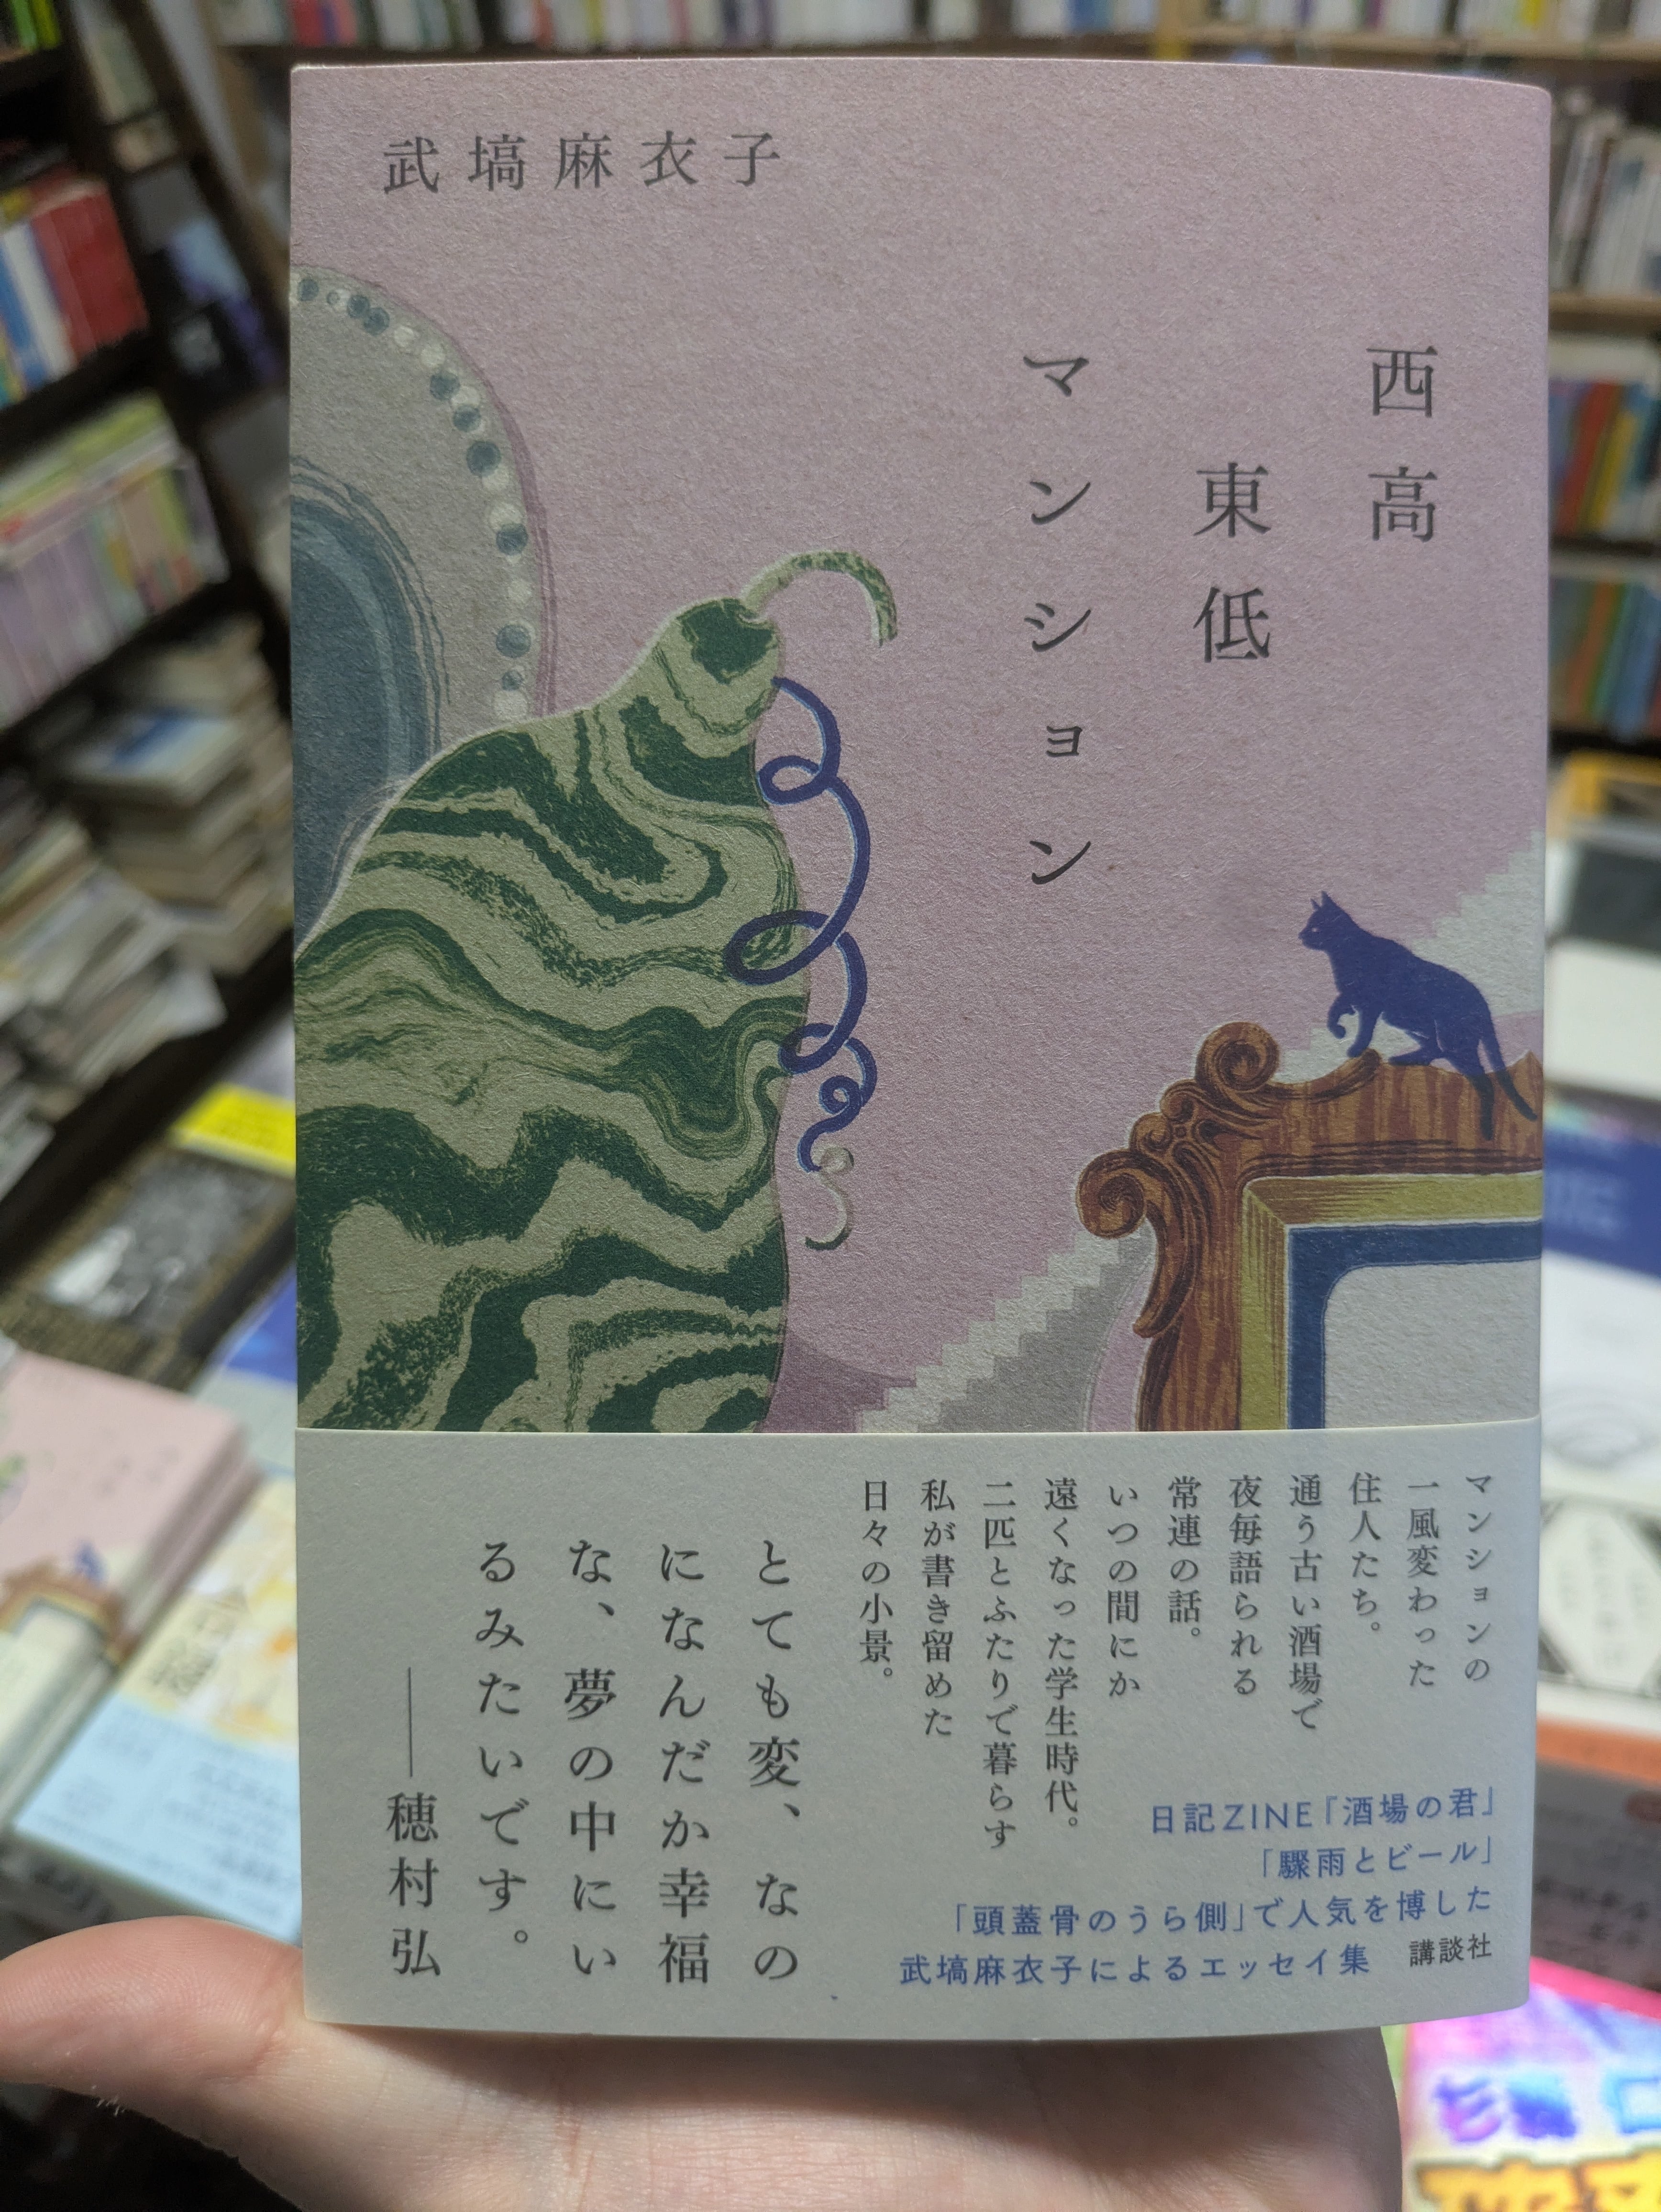 武塙麻衣子
西高
東低
マンション
マンションの
一風変わった
住人たち。
通う古い酒場で
夜毎語られる
常連の話。
いつの間にか
遠くなった学生時代。
二匹とふたりで暮らす
私が書き留めた
日々の小景。
とても変、なの
になんだか幸福
な、夢の中にい
るみたいです。
——穂村弘
日記ZINE『酒場の君』
『驟雨とビール』
『頭蓋骨のうら側』で人気を博した
武塙麻衣子によるエッセイ集
講談社